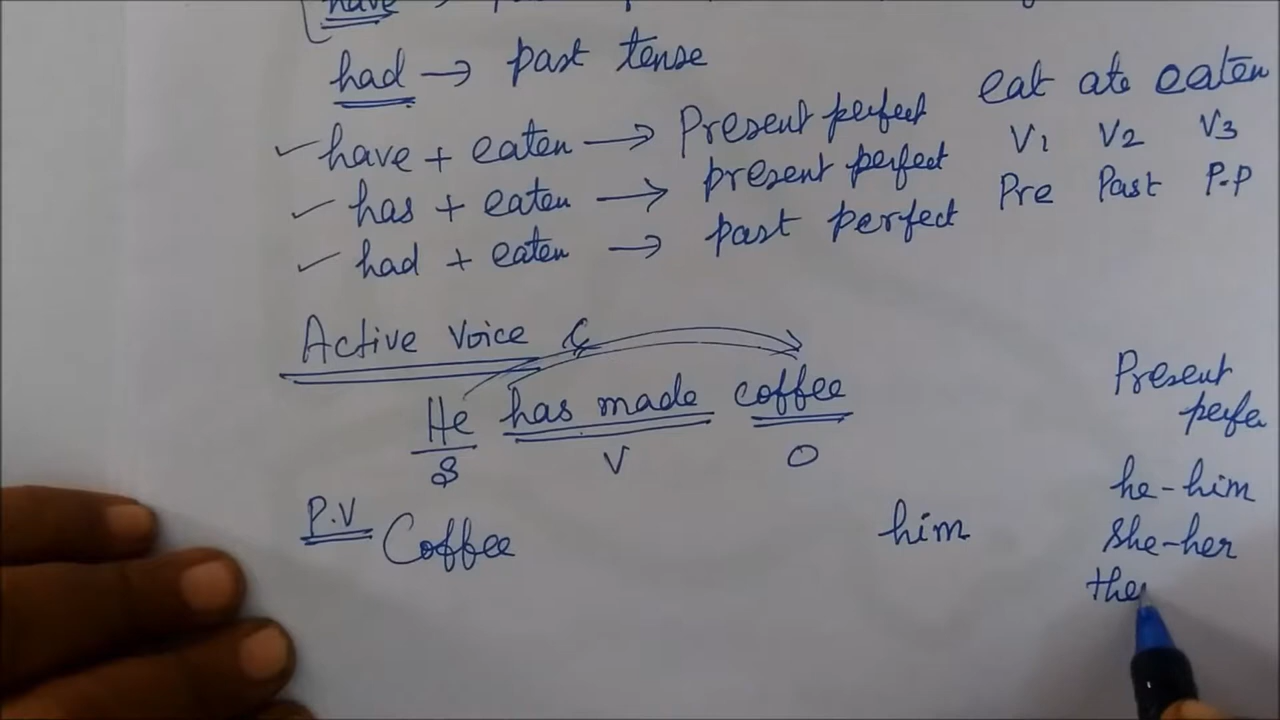 have
had → past tense
eat ate eaten
✓ have + eaten → Present perfect
V1 V2 V3
✓ has + eaten → present perfect
Pre Past P.P
✓ had + eaten → past perfect
Active Voice
He has made coffee
S V O
Present
perfe
P.V Coffee him
he-him
she-her
the